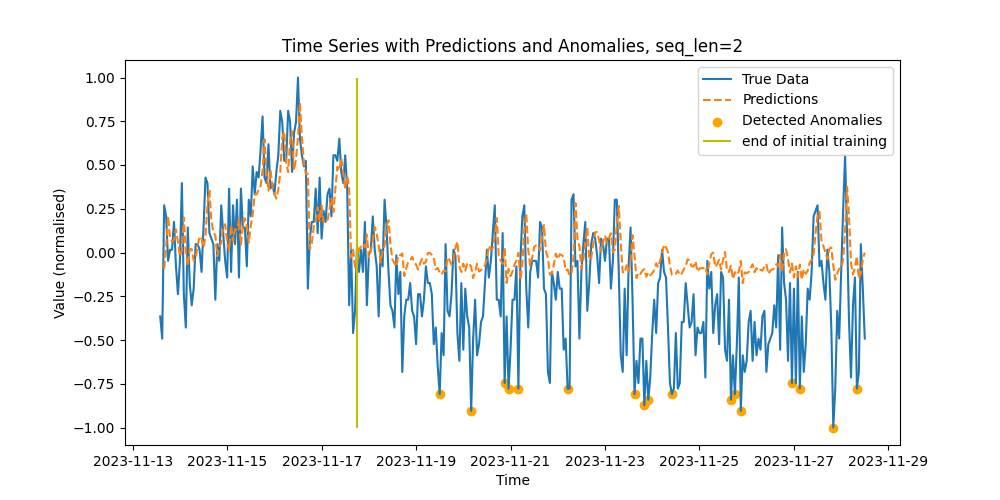 Time Series with Predictions and Anomalies, seq_len=2
True Data
Predictions
Detected Anomalies
end of initial training
Value (normalised)
1.00
0.75
0.50
0.25
0.00
−0.25
−0.50
−0.75
−1.00
2023-11-13
2023-11-15
2023-11-17
2023-11-19
2023-11-21
2023-11-23
2023-11-25
2023-11-27
2023-11-29
Time